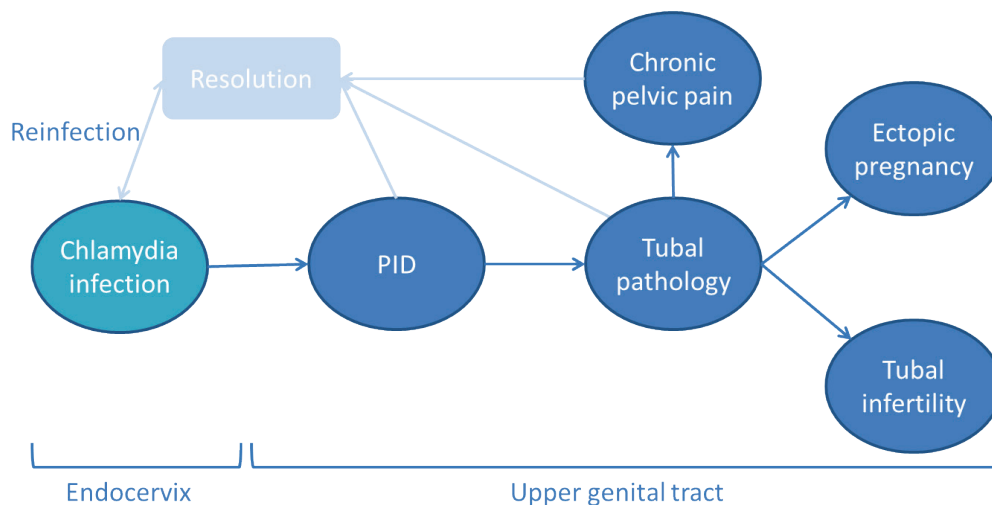 Resolution
Chronic
pelvic pain
Reinfection
Ectopic
pregnancy
Chlamydia
infection
PID
Tubal
pathology
Tubal
infertility
Endocervix
Upper genital tract